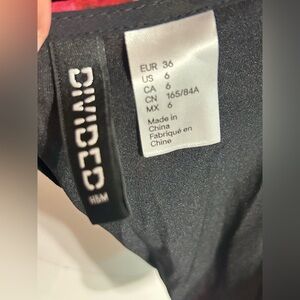 DIVIDED
H&M
EUR 36
US 6
CA 6
CN 165/84A
MX 6
Made in
China
Fabriqué en
Chine